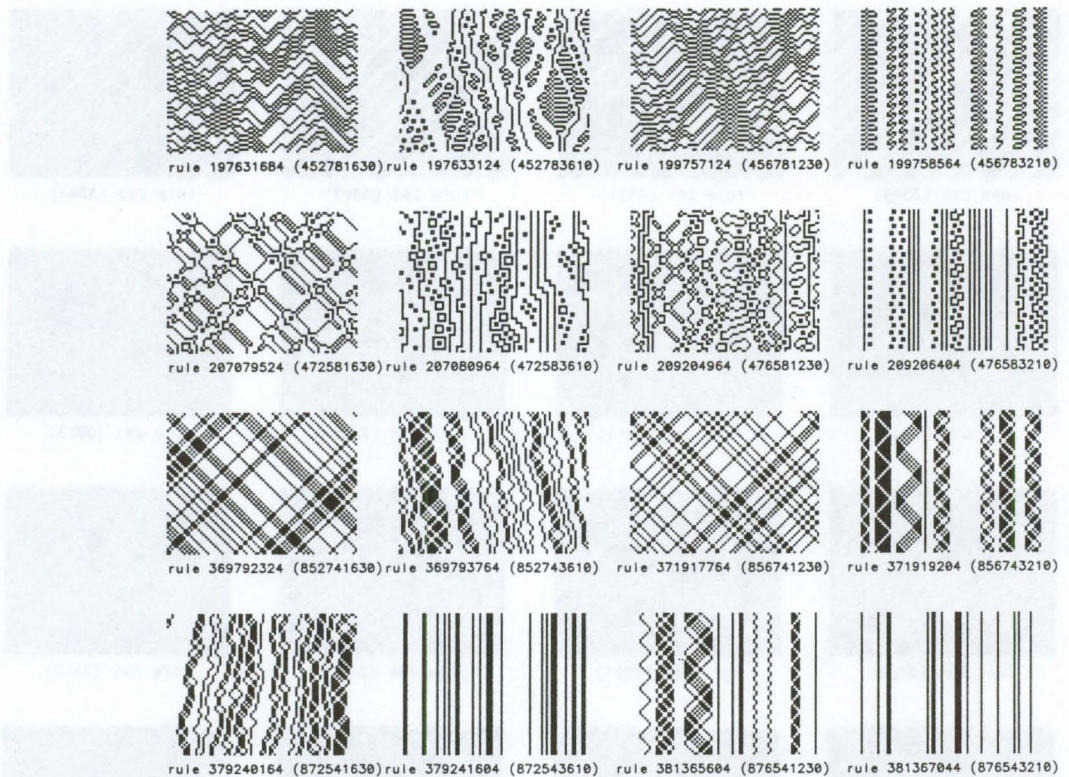 rule 197631684 (452781630) rule 197633124 (452783610) rule 199757124 (456781230) rule 199758564 (456783210)
rule 207079524 (472581630) rule 207080964 (472583610) rule 209204964 (476581230) rule 209206404 (476583210)
rule 369792324 (852741630) rule 369793764 (852743610) rule 371917764 (856741230) rule 371919204 (856743210)
rule 379240164 (872541630) rule 379241604 (872543610) rule 381365604 (876541230) rule 381367044 (876543210)